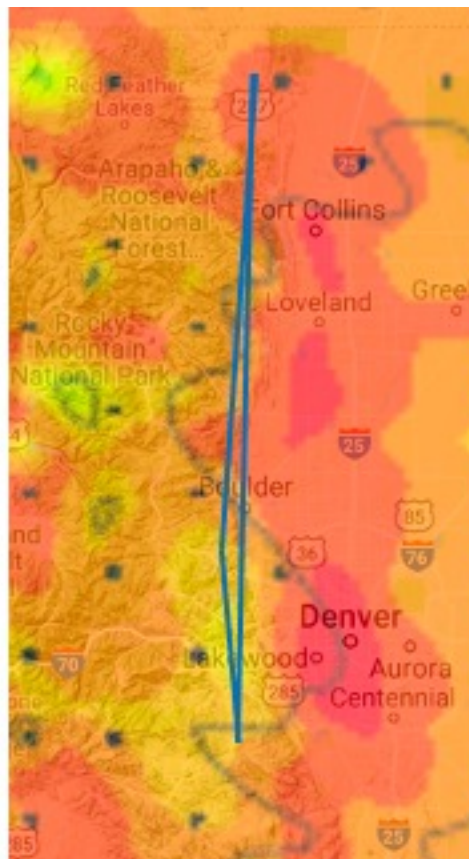 Red Feather
Lakes
287
Arapaho &
Roosevelt
National
Forest...
25
Fort Collins
Loveland
Gree
Rocky
Mountain
National Park
25
Boulder
85
36
76
Denver
70
Lakewood
Aurora
285
Centennial
285
25